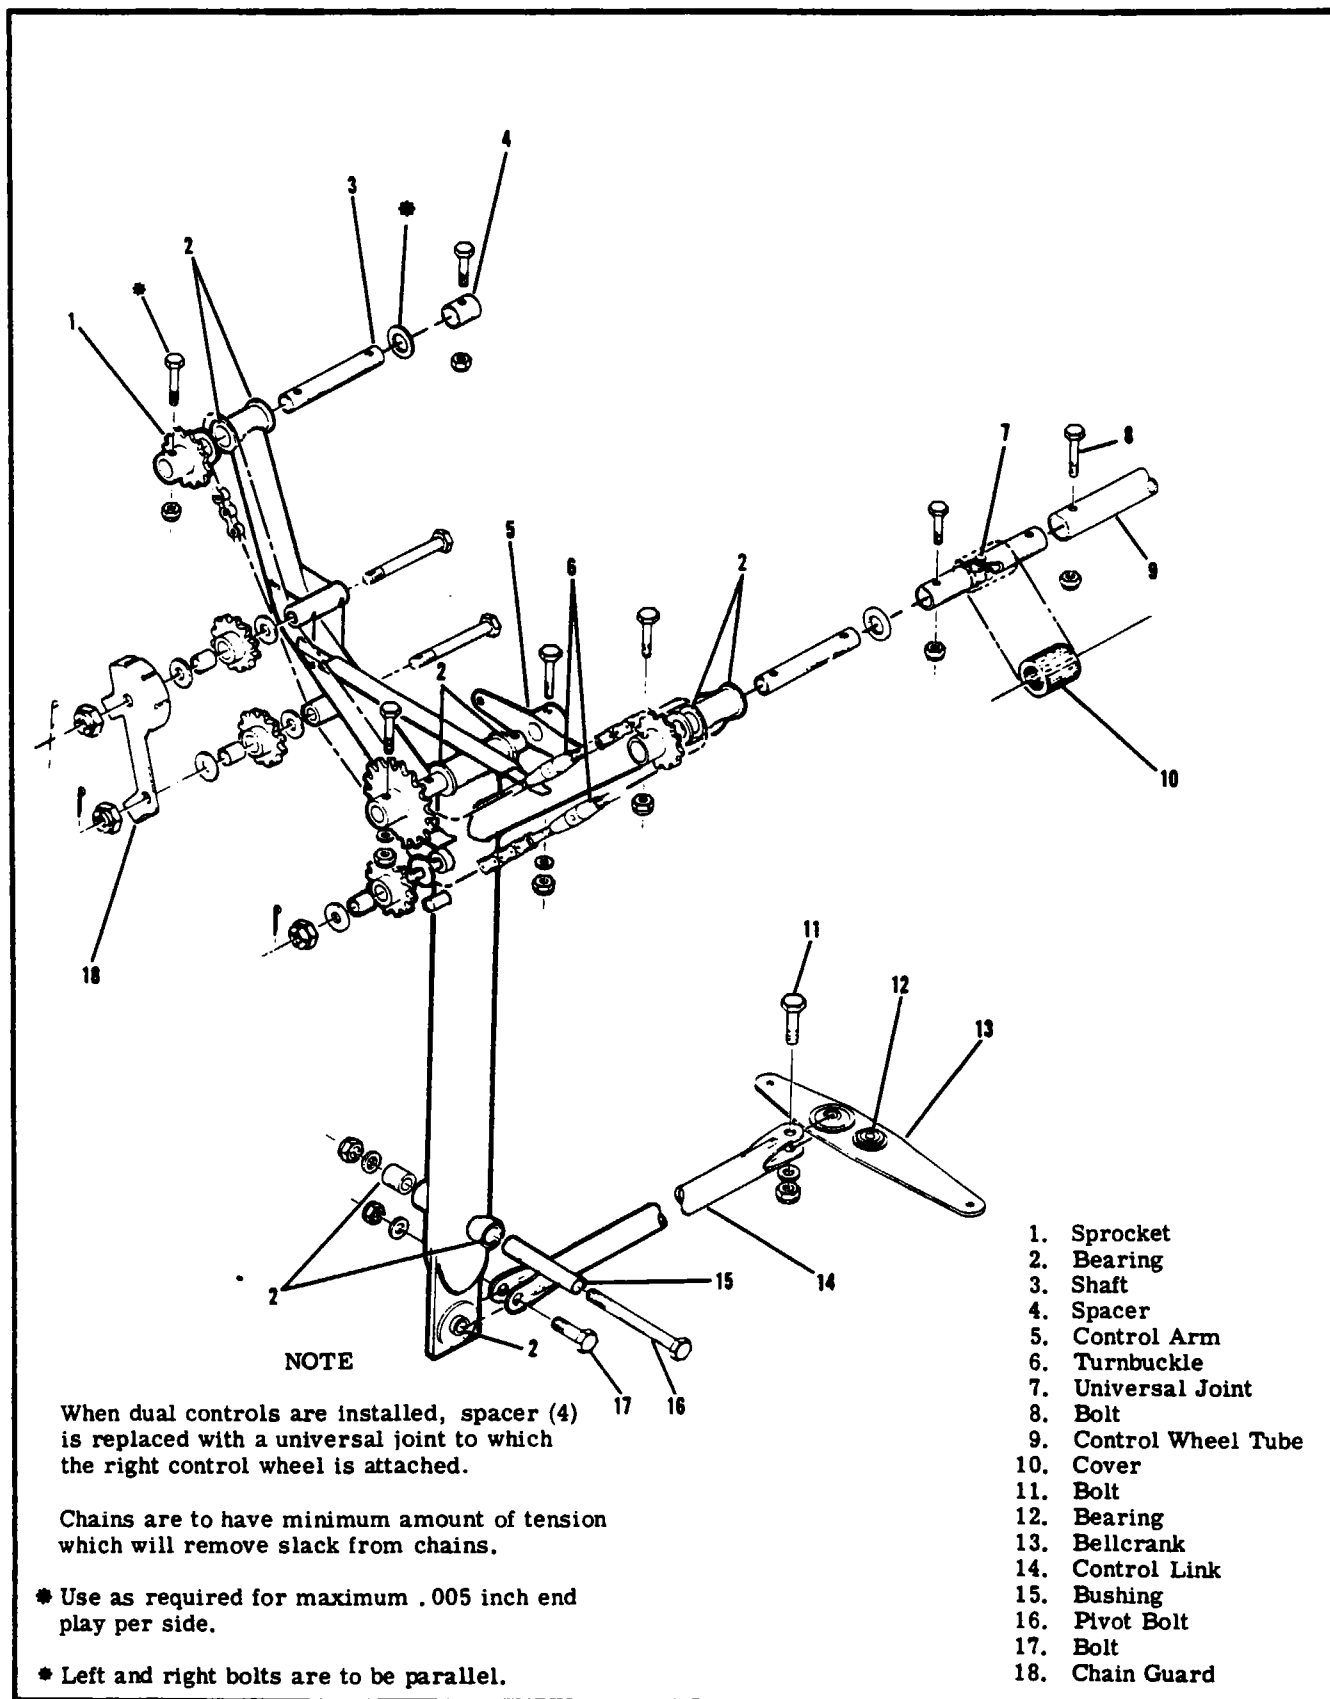 4
3
*
2
*
1
7
8
5
6
2
9
2
10
18
11
12
13
2
15
14
2
17
16
NOTE
When dual controls are installed, spacer (4)
is replaced with a universal joint to which
the right control wheel is attached.
Chains are to have minimum amount of tension
which will remove slack from chains.
* Use as required for maximum .005 inch end
play per side.
* Left and right bolts are to be parallel.
1. Sprocket
2. Bearing
3. Shaft
4. Spacer
5. Control Arm
6. Turnbuckle
7. Universal Joint
8. Bolt
9. Control Wheel Tube
10. Cover
11. Bolt
12. Bearing
13. Bellcrank
14. Control Link
15. Bushing
16. Pivot Bolt
17. Bolt
18. Chain Guard